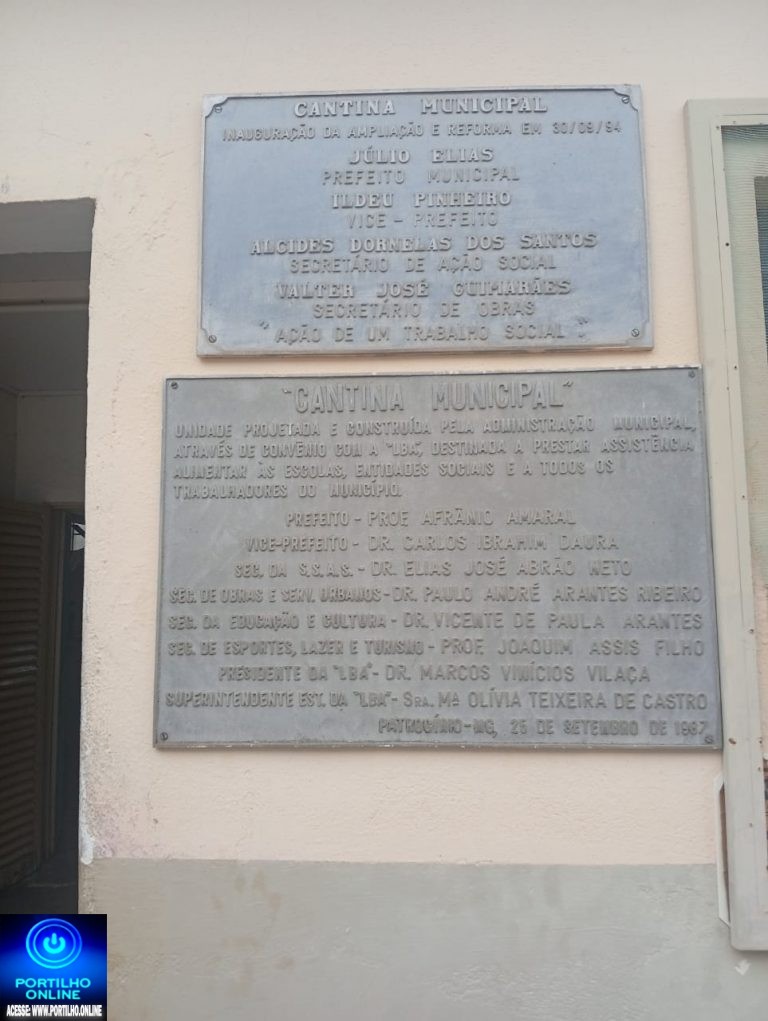 CANTINA MUNICIPAL
INAUGURAÇÃO DA AMPLIAÇÃO E REFORMA EM 30/09/94
JÚLIO ELIAS
PREFEITO MUNICIPAL
ILDEU PINHEIRO
VICE - PREFEITO
ALCIDES DORNELAS DOS SANTOS
SECRETÁRIO DE AÇÃO SOCIAL
VALTER JOSÉ GUIMARÃES
SECRETÁRIO DE OBRAS
"AÇÃO DE UM TRABALHO SOCIAL."
"CANTINA MUNICIPAL"
UNIDADE PROJETADA E CONSTRUÍDA PELA ADMINISTRAÇÃO MUNICIPAL,
ATRAVÉS DE CONVÊNIO COM A "LBA", DESTINADA A PRESTAR ASSISTÊNCIA
ALIMENTAR ÀS ESCOLAS, ENTIDADES SOCIAIS E A TODOS OS
TRABALHADORES DO MUNICÍPIO.
PREFEITO - PROF. AFRÂNIO AMARAL
VICE-PREFEITO - DR. CARLOS IBRAHIM DAURA
SEC. DA S.S.A.S. - DR. ELIAS JOSÉ ABRÃO NETO
SEC. DE OBRAS E SERV. URBANOS - DR. PAULO ANDRÉ ARANTES RIBEIRO
SEC. DA EDUCAÇÃO E CULTURA - DR. VICENTE DE PAULA ARANTES
SEC. DE ESPORTES, LAZER E TURISMO - PROF. JOAQUIM ASSIS FILHO
PRESIDENTE DA "LBA" - DR. MARCOS VINÍCIOS VILAÇA
SUPERINTENDENTE EST. DA "LBA" - SRA. Mª OLÍVIA TEIXEIRA DE CASTRO
PATROCÍNIO-MG, 25 DE SETEMBRO DE 1987
PORTILHO
ONLINE
ACESSE: WWW.PORTILHO.ONLINE